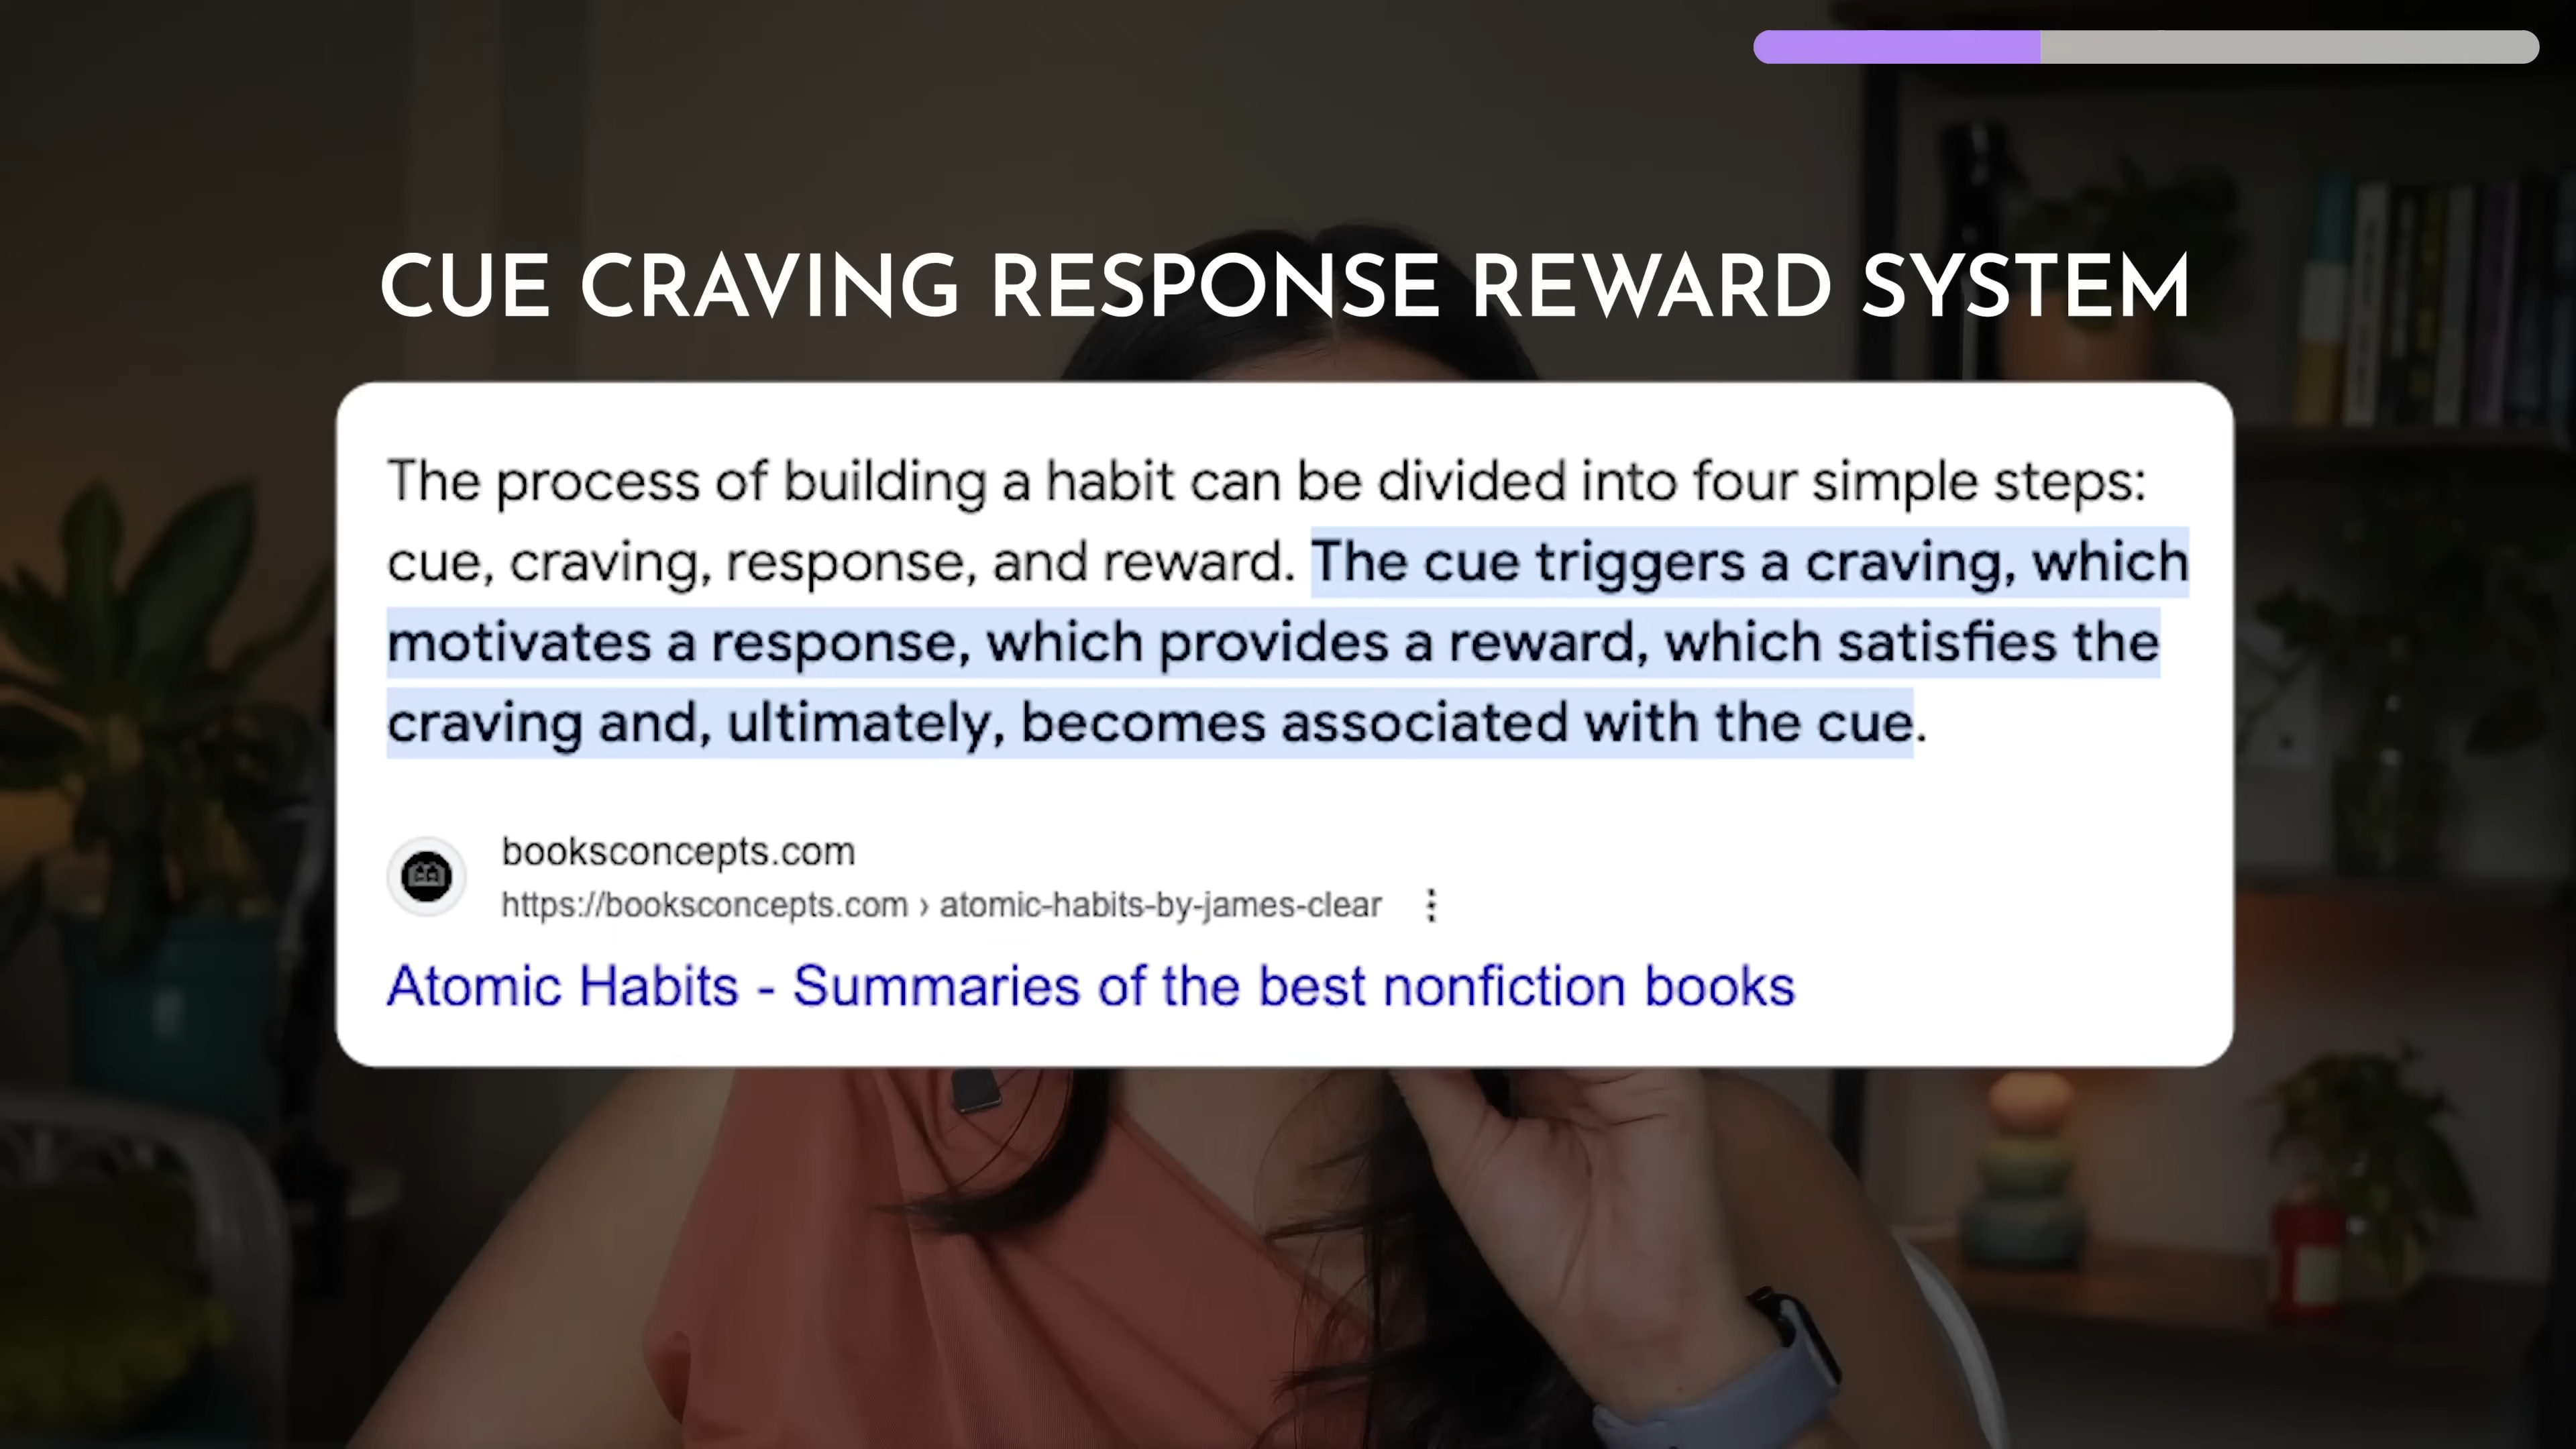 CUE CRAVING RESPONSE REWARD SYSTEM
The process of building a habit can be divided into four simple steps:
cue, craving, response, and reward. The cue triggers a craving, which
motivates a response, which provides a reward, which satisfies the
craving and, ultimately, becomes associated with the cue.
booksconcepts.com
https://booksconcepts.com › atomic-habits-by-james-clear
Atomic Habits - Summaries of the best nonfiction books